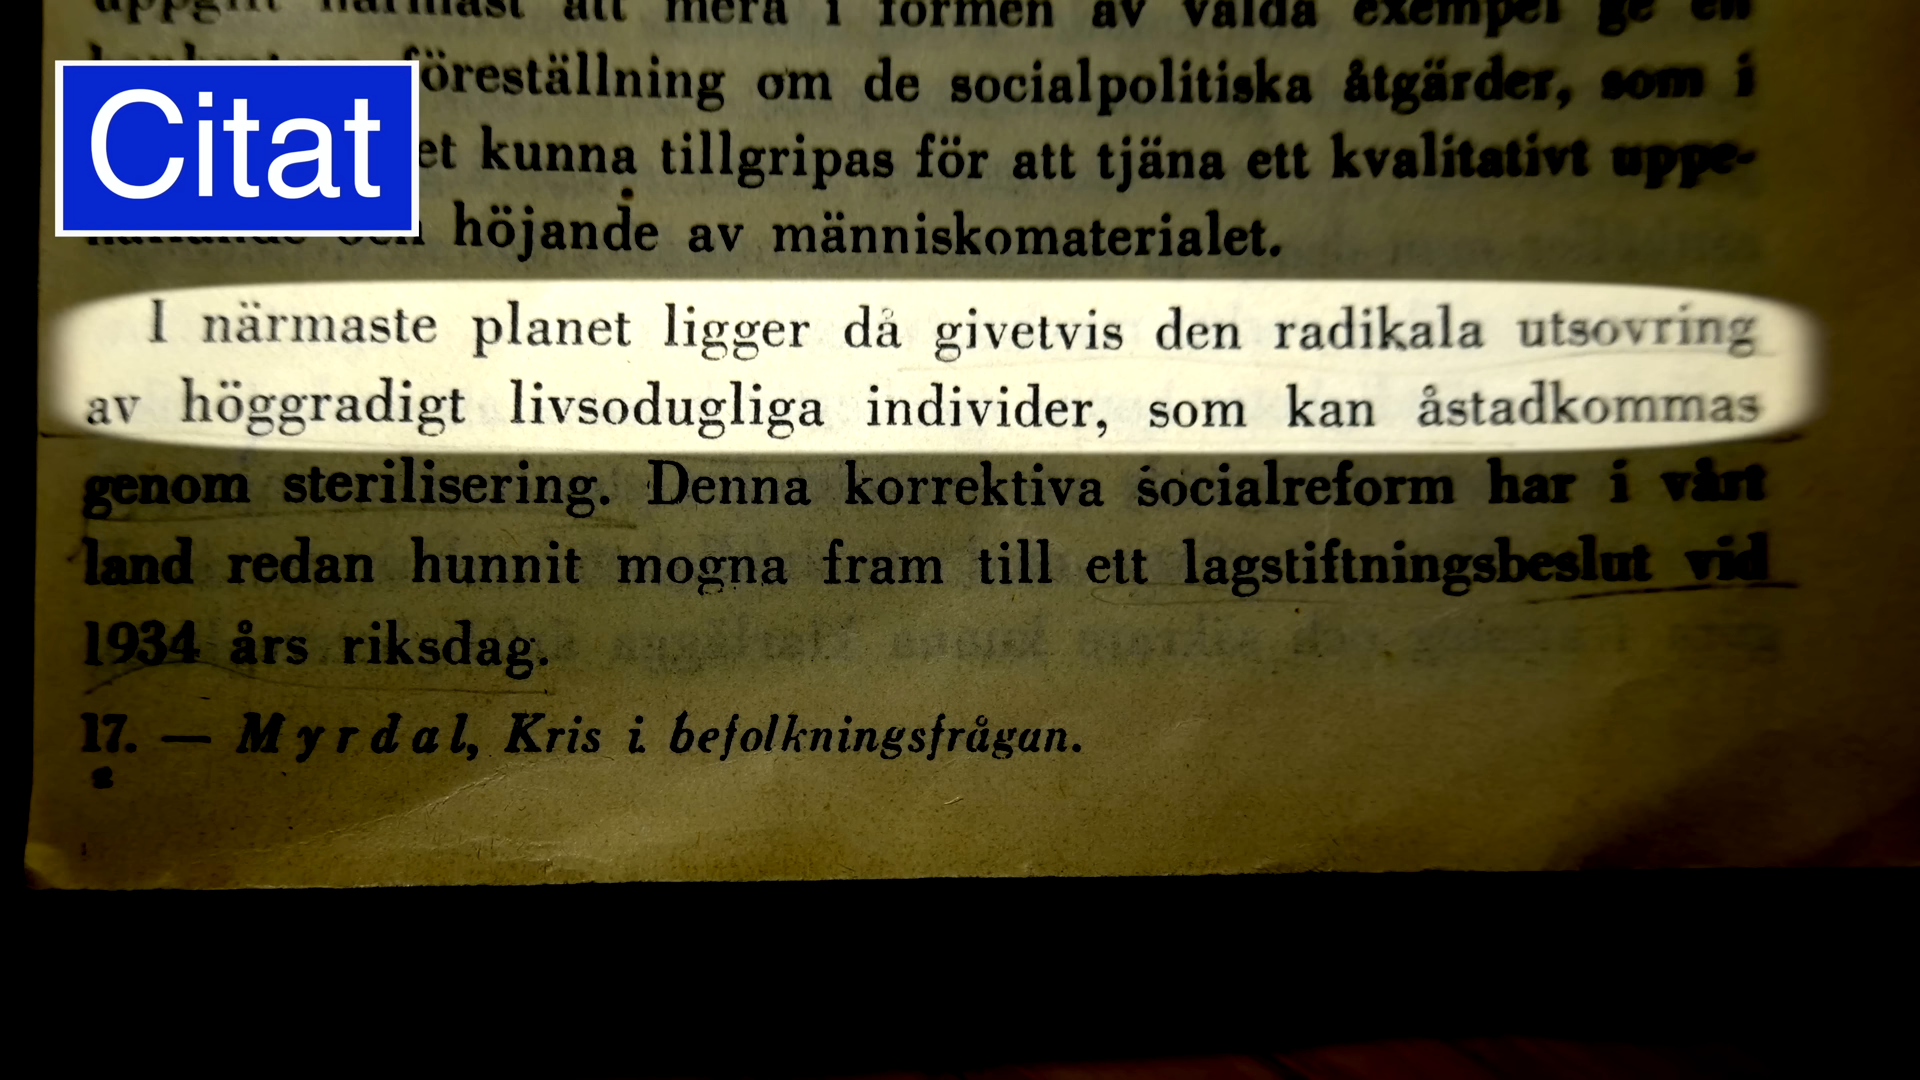 uppgift närmast att mera i formen av valda exempel ge en
Citat
föreställning om de socialpolitiska åtgärder, som i
et kunna tillgripas för att tjäna ett kvalitativt uppe-
och höjande av människomaterialet.
I närmaste planet ligger då givetvis den radikala utsovring
av höggradigt livsodugliga individer, som kan åstadkommas
genom sterilisering. Denna korrektiva socialreform har i vårt
land redan hunnit mogna fram till ett lagstiftningsbeslut vid
1934 års riksdag.
17. — Myrdal, Kris i befolkningsfrågan.